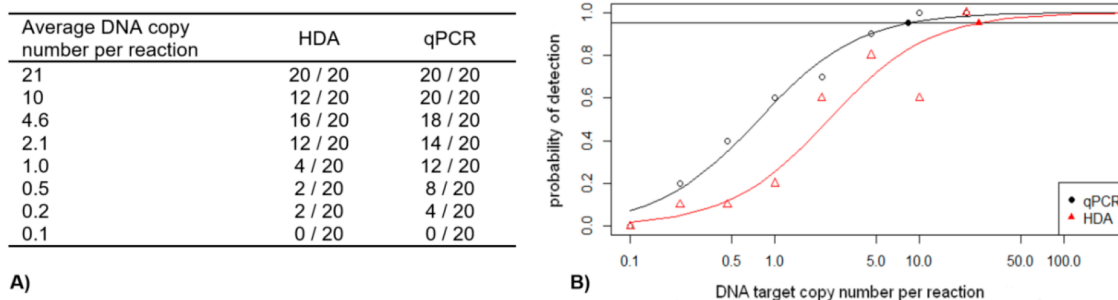 Average DNA copy
number per reaction HDA qPCR
21 20 / 20 20 / 20
10 12 / 20 20 / 20
4.6 16 / 20 18 / 20
2.1 12 / 20 14 / 20
1.0 4 / 20 12 / 20
0.5 2 / 20 8 / 20
0.2 2 / 20 4 / 20
0.1 0 / 20 0 / 20
A)
probability of detection
1.0
0.8
0.6
0.4
0.2
0.0
qPCR
HDA
0.1 0.5 1.0 5.0 10.0 50.0 100.0
DNA target copy number per reaction
B)